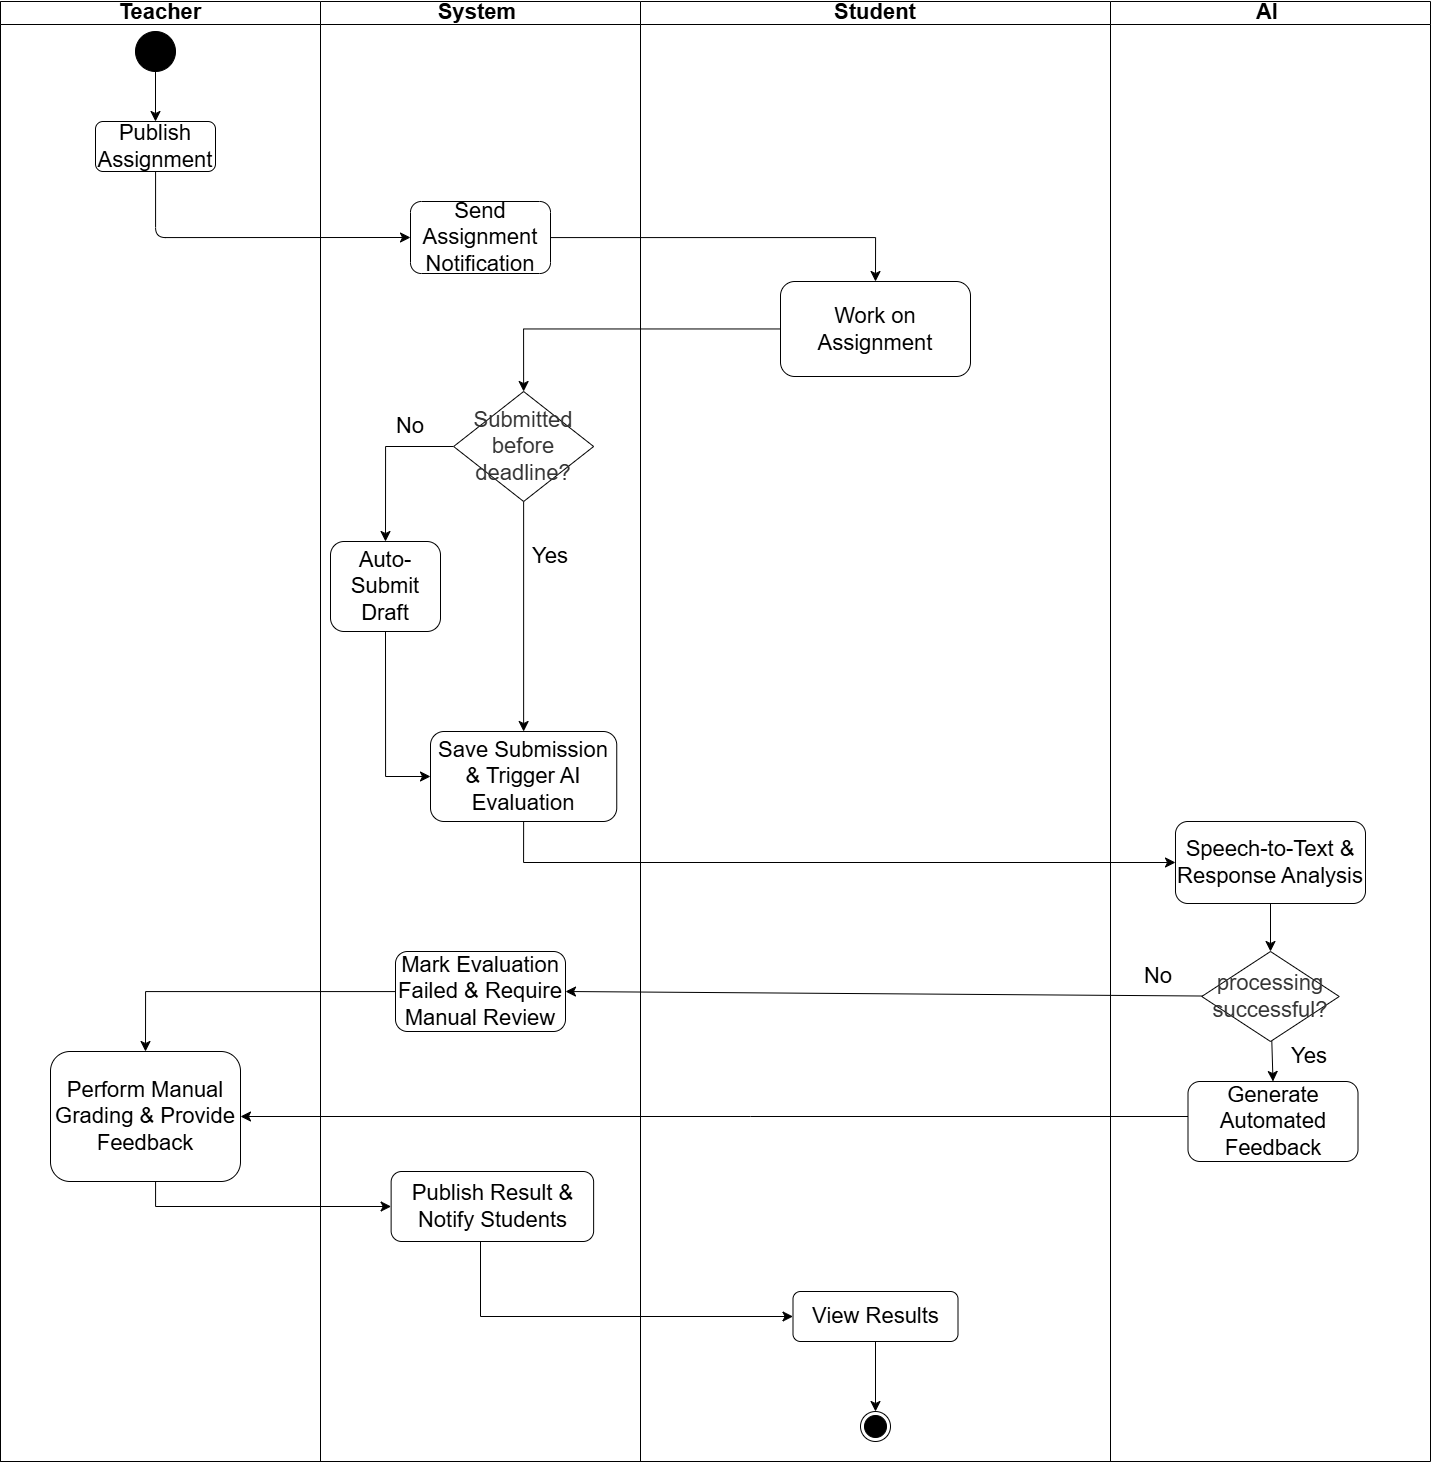 Teacher
System
Student
AI
Publish
Assignment
Send
Assignment
Notification
Work on
Assignment
Submitted
before
deadline?
No
Yes
Auto-
Submit
Draft
Save Submission
& Trigger AI
Evaluation
Speech-to-Text &
Response Analysis
processing
successful?
No
Yes
Mark Evaluation
Failed & Require
Manual Review
Generate
Automated
Feedback
Perform Manual
Grading & Provide
Feedback
Publish Result &
Notify Students
View Results